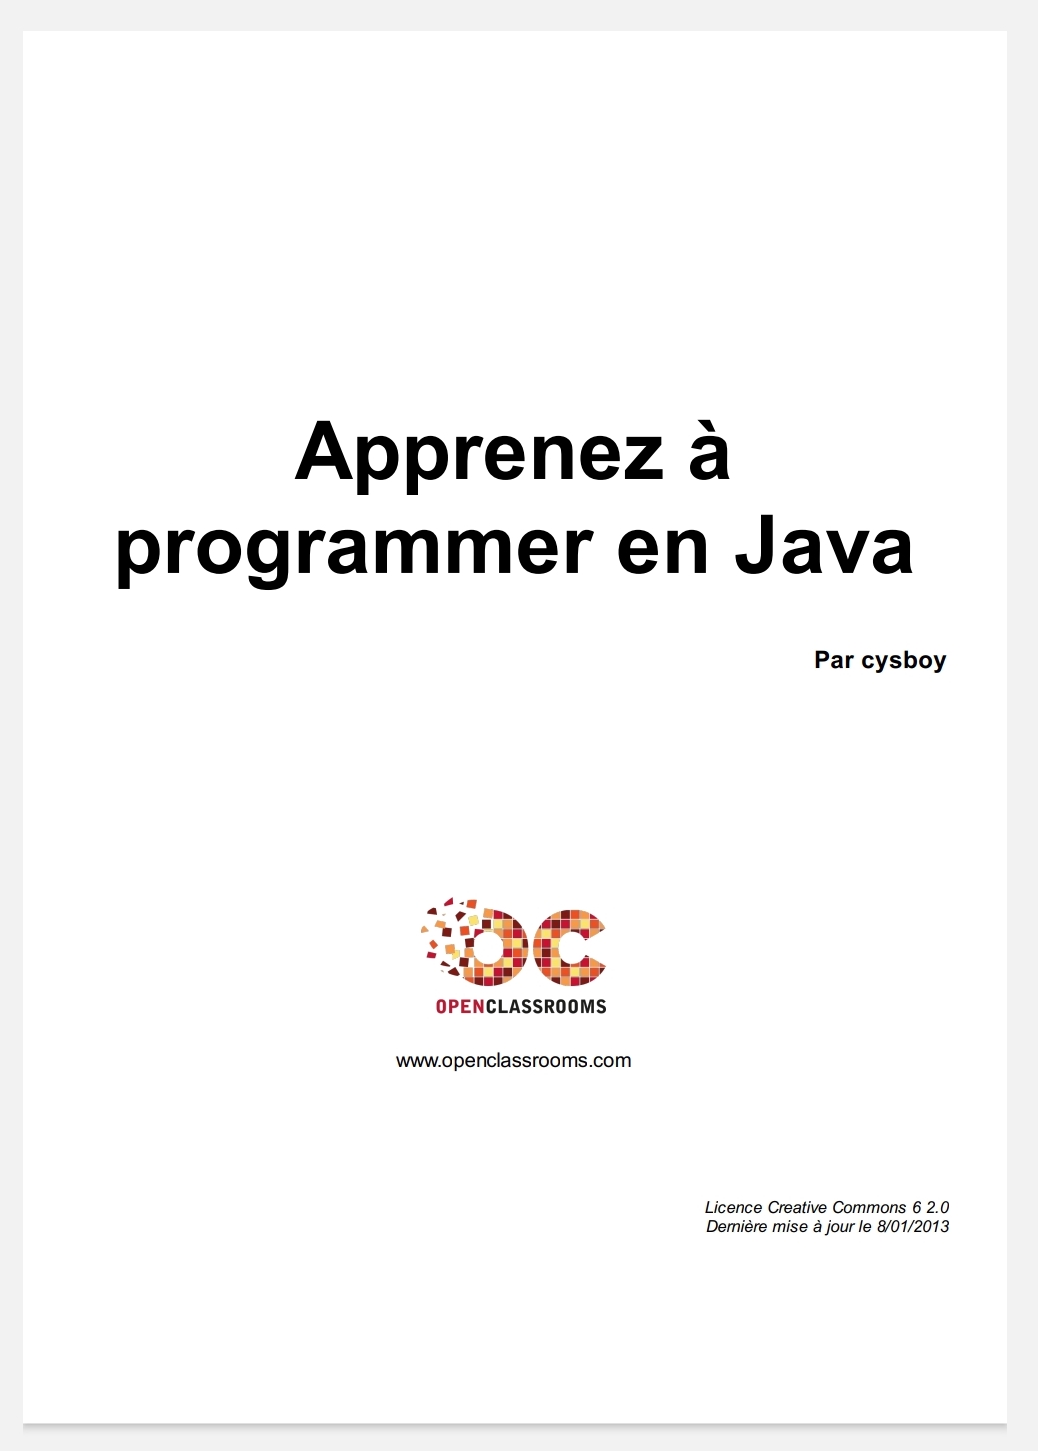 Apprenez à
programmer en Java
Par cysboy
OPENCLASSROOMS
www.openclassrooms.com
Licence Creative Commons 6 2.0
Dernière mise à jour le 8/01/2013